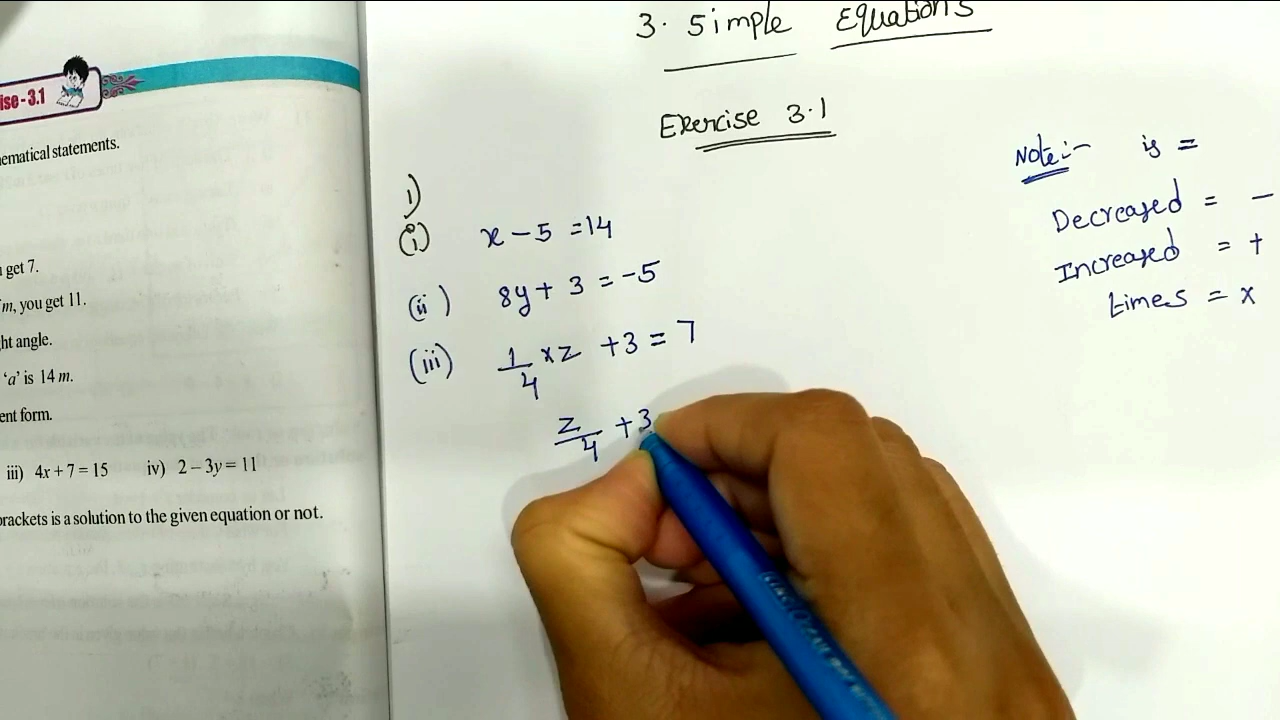 ise - 3.1
ematical statements.
get 7.
m, you get 11.
ht angle.
'a' is 14 m.
ent form.
iii) 4x + 7 = 15 iv) 2 – 3y = 11
rackets is a solution to the given equation or not.
3. Simple Equations
Exercise 3.1
1)
(i) x - 5 = 14
(ii) 8y + 3 = -5
(iii) 1/4 × z + 3 = 7
z/4 + 3
Note :- is =
Decreased = -
Increased = +
times = x